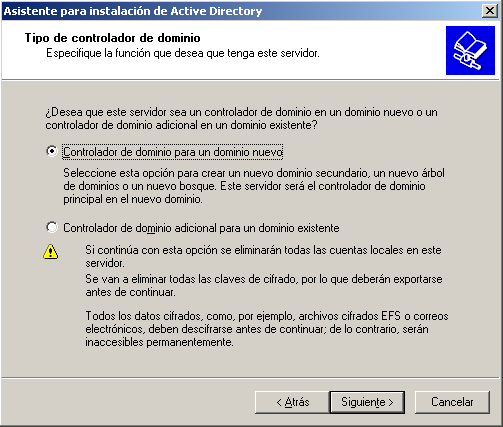 Asistente para instalación de Active Directory
Tipo de controlador de dominio
Especifique la función que desea que tenga este servidor.
¿Desea que este servidor sea un controlador de dominio en un dominio nuevo o un
controlador de dominio adicional en un dominio existente?
Controlador de dominio para un dominio nuevo
Seleccione esta opción para crear un nuevo dominio secundario, un nuevo árbol
de dominios o un nuevo bosque. Este servidor será el controlador de dominio
principal en el nuevo dominio.
Controlador de dominio adicional para un dominio existente
Si continúa con esta opción se eliminarán todas las cuentas locales en este
servidor.
Se van a eliminar todas las claves de cifrado, por lo que deberán exportarse
antes de continuar.
Todos los datos cifrados, como, por ejemplo, archivos cifrados EFS o correos
electrónicos, deben descifrarse antes de continuar; de lo contrario, serán
inaccesibles permanentemente.
< Atrás
Siguiente >
Cancelar